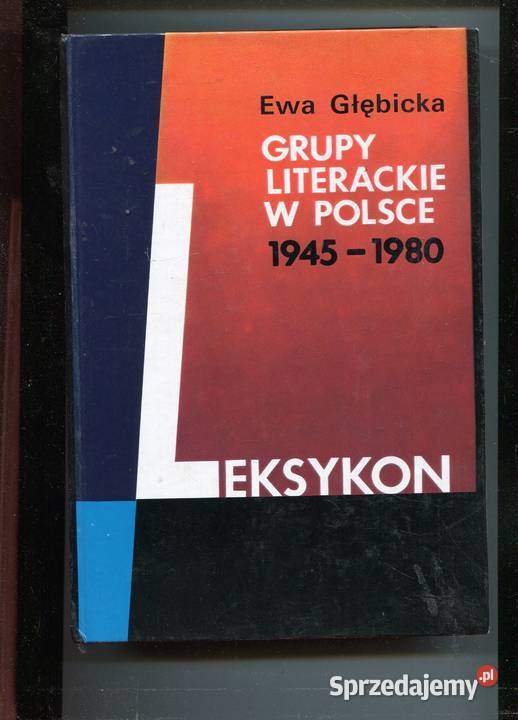 Ewa Głębicka
GRUPY
LITERACKIE
W POLSCE
1945 – 1980
LEKSYKON
Sprzedajemy.pl